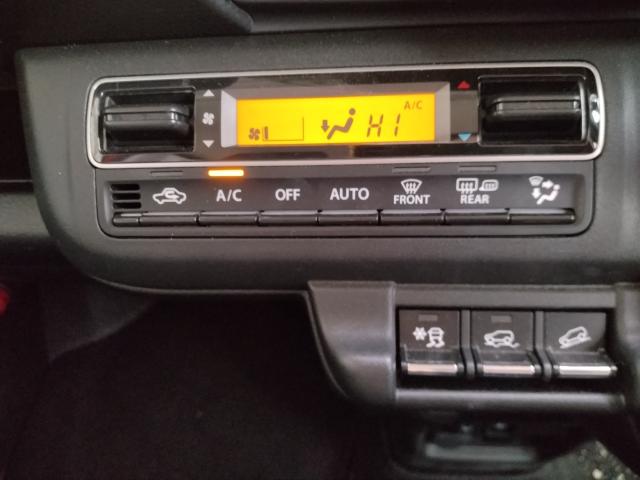 A/C
HI
A/C OFF AUTO FRONT REAR